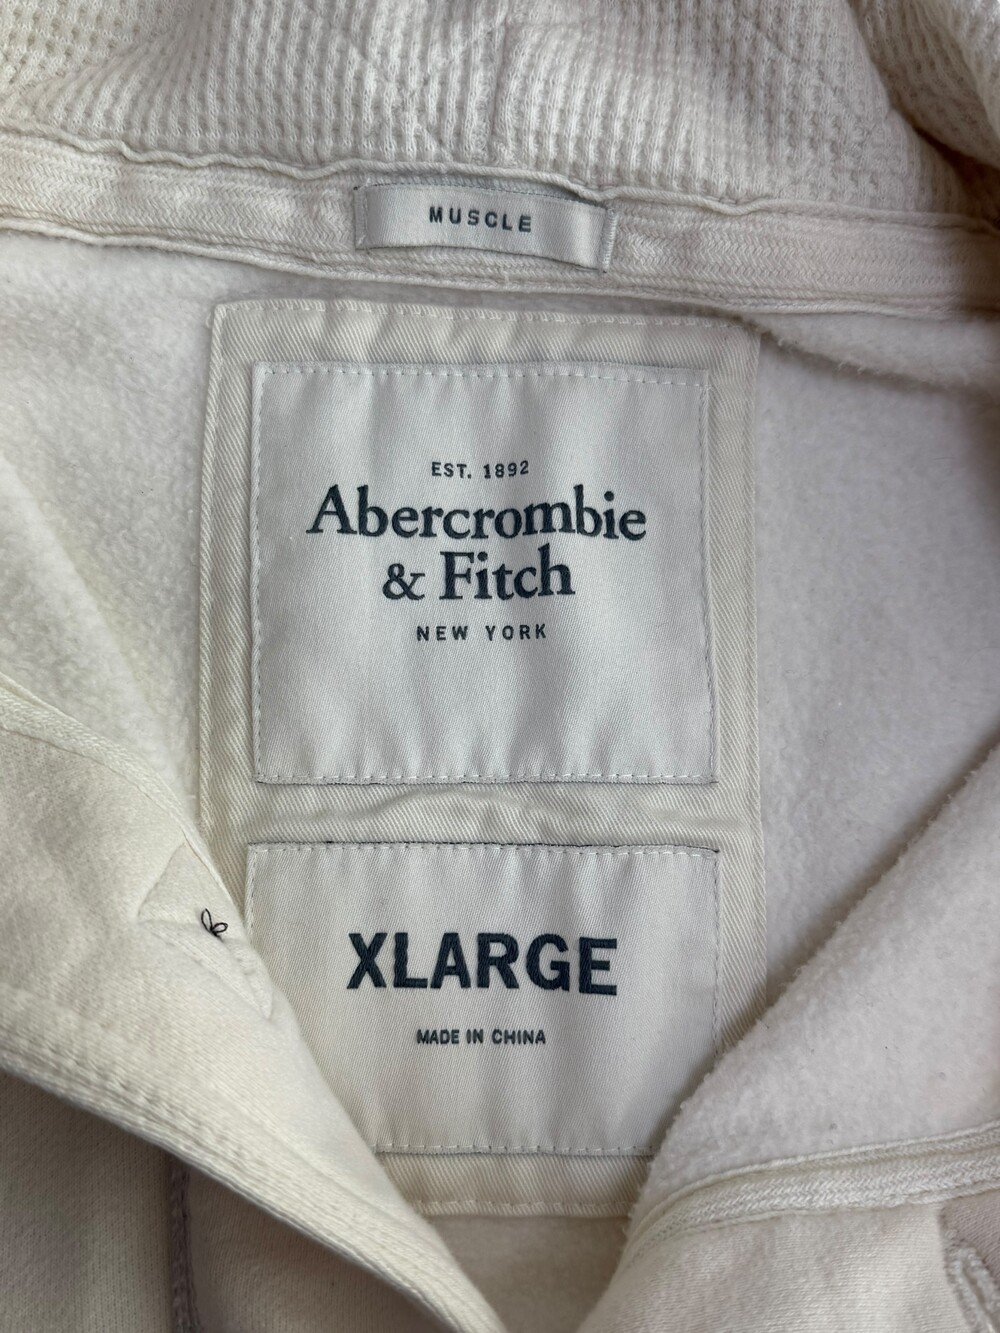 MUSCLE
EST. 1892
Abercrombie
& Fitch
NEW YORK
XLARGE
MADE IN CHINA